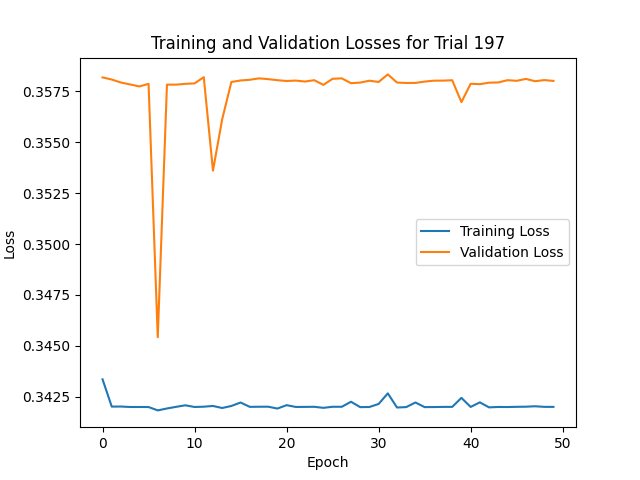 Training and Validation Losses for Trial 197
0.3575
0.3550
0.3525
0.3500
0.3475
0.3450
0.3425
Loss
Training Loss
Validation Loss
0 10 20 30 40 50
Epoch